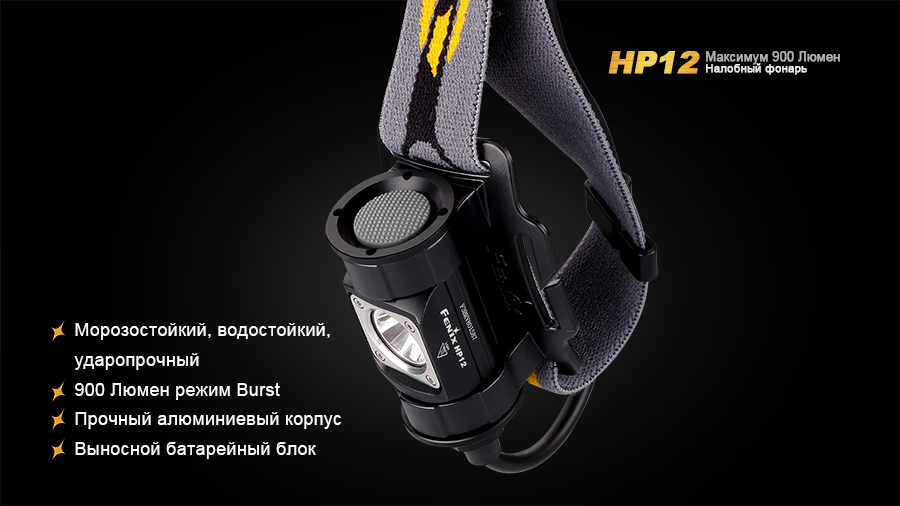 HP12 Максимум 900 Люмен
Налобный фонарь
FENIX HP12
Морозостойкий, водостойкий,
ударопрочный
900 Люмен режим Burst
Прочный алюминиевый корпус
Выносной батарейный блок